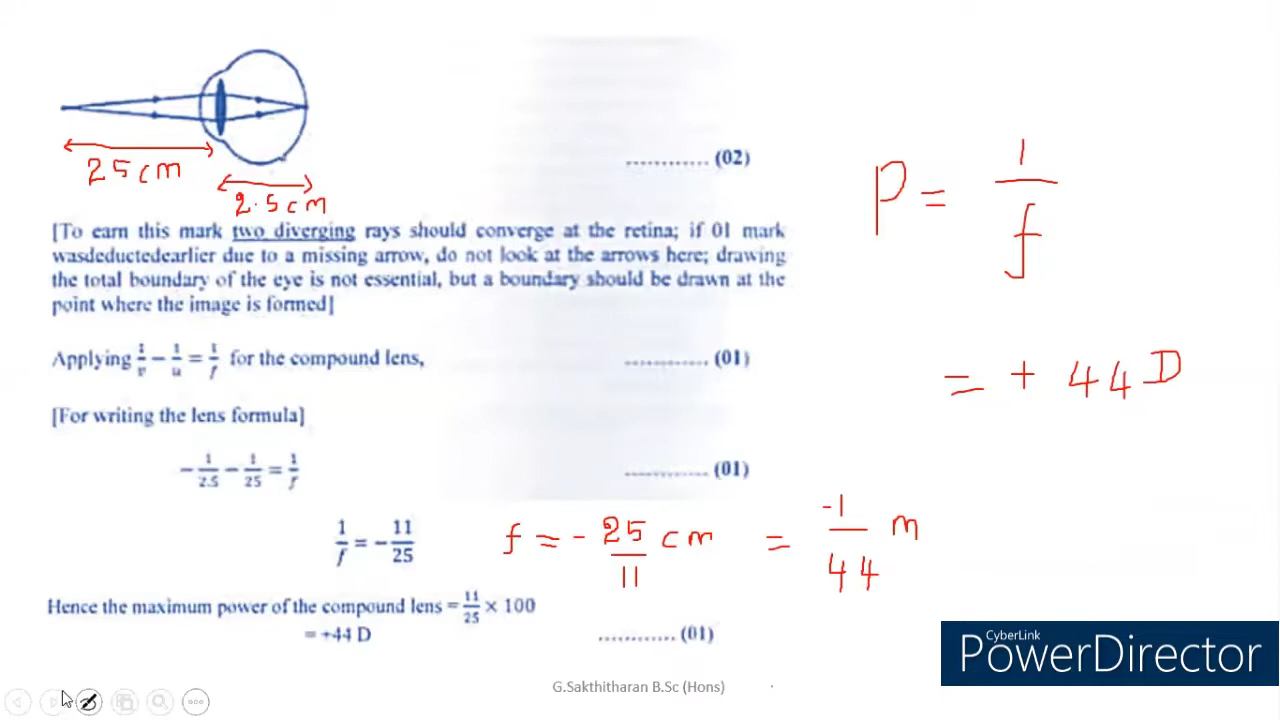 25 cm
2.5 cm
............ (02)
P = 1/f
[To earn this mark two diverging rays should converge at the retina; if 01 mark
wasdeductedearlier due to a missing arrow, do not look at the arrows here; drawing
the total boundary of the eye is not essential, but a boundary should be drawn at the
point where the image is formed]
Applying 1/v − 1/u = 1/f for the compound lens,
............ (01)
= + 44 D
[For writing the lens formula]
− 1/2.5 − 1/25 = 1/f
............ (01)
1/f = − 11/25
f = - 25/11 cm = -1/44 m
Hence the maximum power of the compound lens = 11/25 × 100
= +44 D
............ (01)
CyberLink
PowerDirector
G.Sakthitharan B.Sc (Hons)